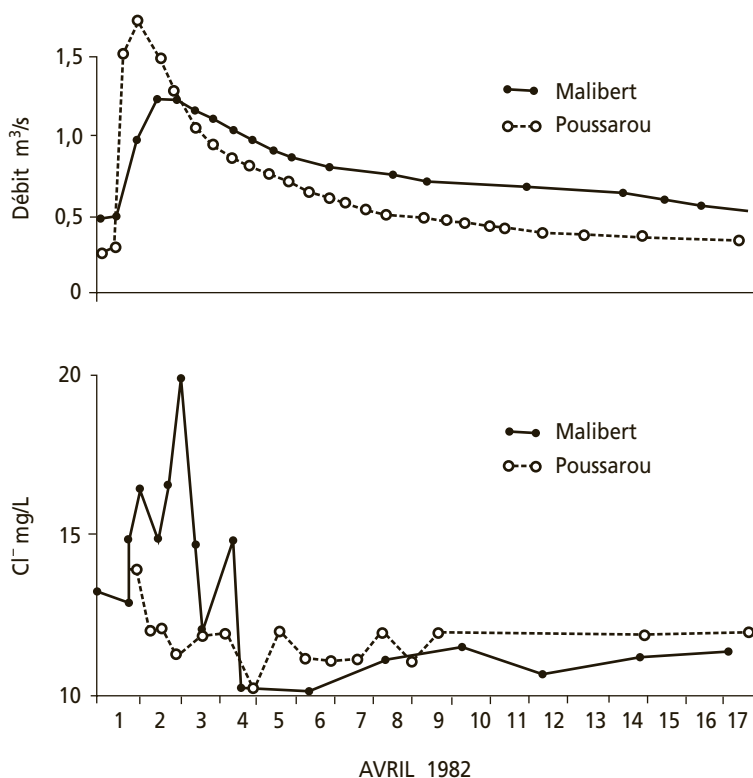 Débit m³/s
1,5
1,0
0,5
0
Malibert
Poussarou
Cl⁻ mg/L
20
15
10
Malibert
Poussarou
1 2 3 4 5 6 7 8 9 10 11 12 13 14 15 16 17
AVRIL 1982